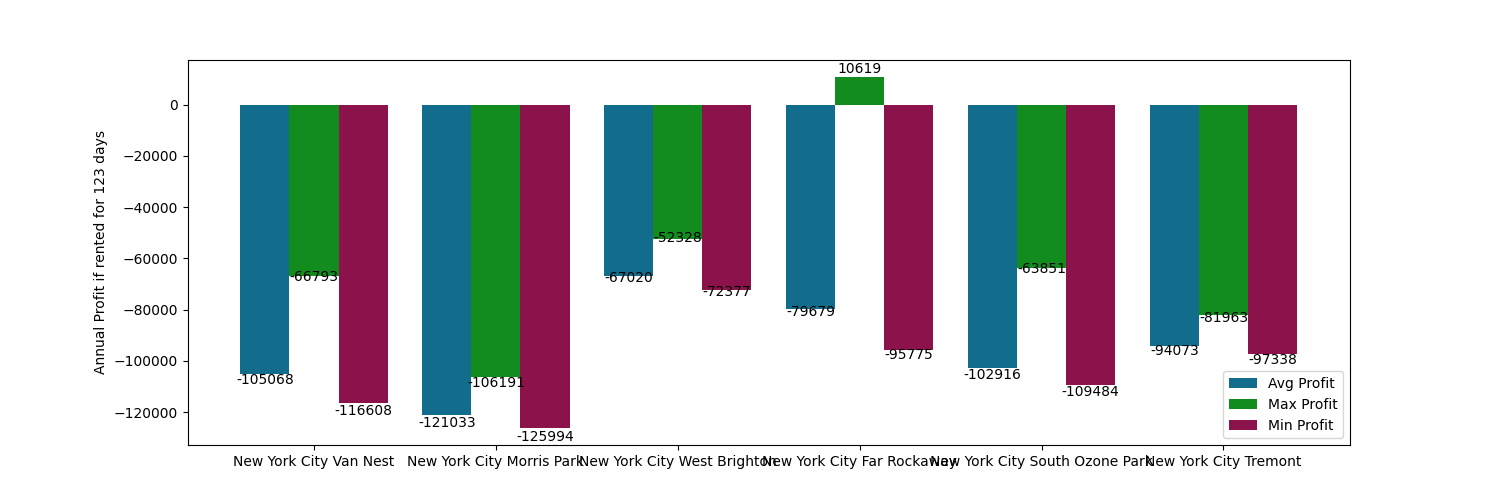 10619
0
-66793
-52328
-63851
−20000
−40000
−60000
−80000
−100000
−120000
-105068
-116608
-121033
-106191
-125994
-67020
-72377
-79679
-95775
-102916
-109484
-94073
-81963
-97338
Annual Profit if rented for 123 days
Avg Profit
Max Profit
Min Profit
New York City Van Nest
New York City Morris Park
New York City West Brighton
New York City Far Rockaway
New York City South Ozone Park
New York City Tremont